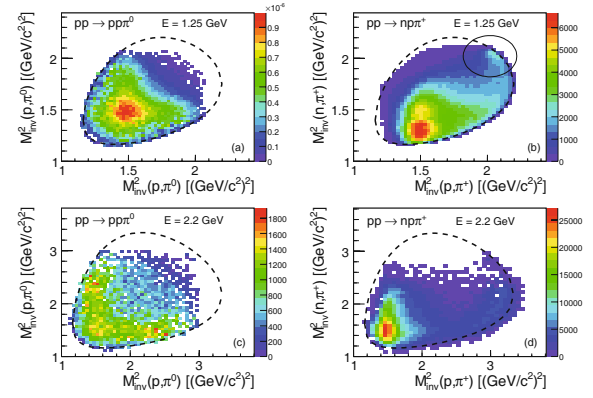 pp → ppπ⁰ E = 1.25 GeV
×10⁻⁶
M²inv(p,π⁰) [(GeV/c²)²]
2
1.5
1
1 1.5 2
(a)
0.9
0.8
0.7
0.6
0.5
0.4
0.3
0.2
0.1
0
M²inv(p,π⁰) [(GeV/c²)²]
pp → npπ⁺ E = 1.25 GeV
M²inv(n,π⁺) [(GeV/c²)²]
2
1.5
1
1 1.5 2
(b)
6000
5000
4000
3000
2000
1000
0
M²inv(p,π⁺) [(GeV/c²)²]
pp → ppπ⁰ E = 2.2 GeV
M²inv(p,π⁰) [(GeV/c²)²]
3
2
1
1 2 3
(c)
1800
1600
1400
1200
1000
800
600
400
200
0
M²inv(p,π⁰) [(GeV/c²)²]
pp → npπ⁺ E = 2.2 GeV
M²inv(n,π⁺) [(GeV/c²)²]
3
2
1
1 2 3
(d)
25000
20000
15000
10000
5000
0
M²inv(p,π⁺) [(GeV/c²)²]